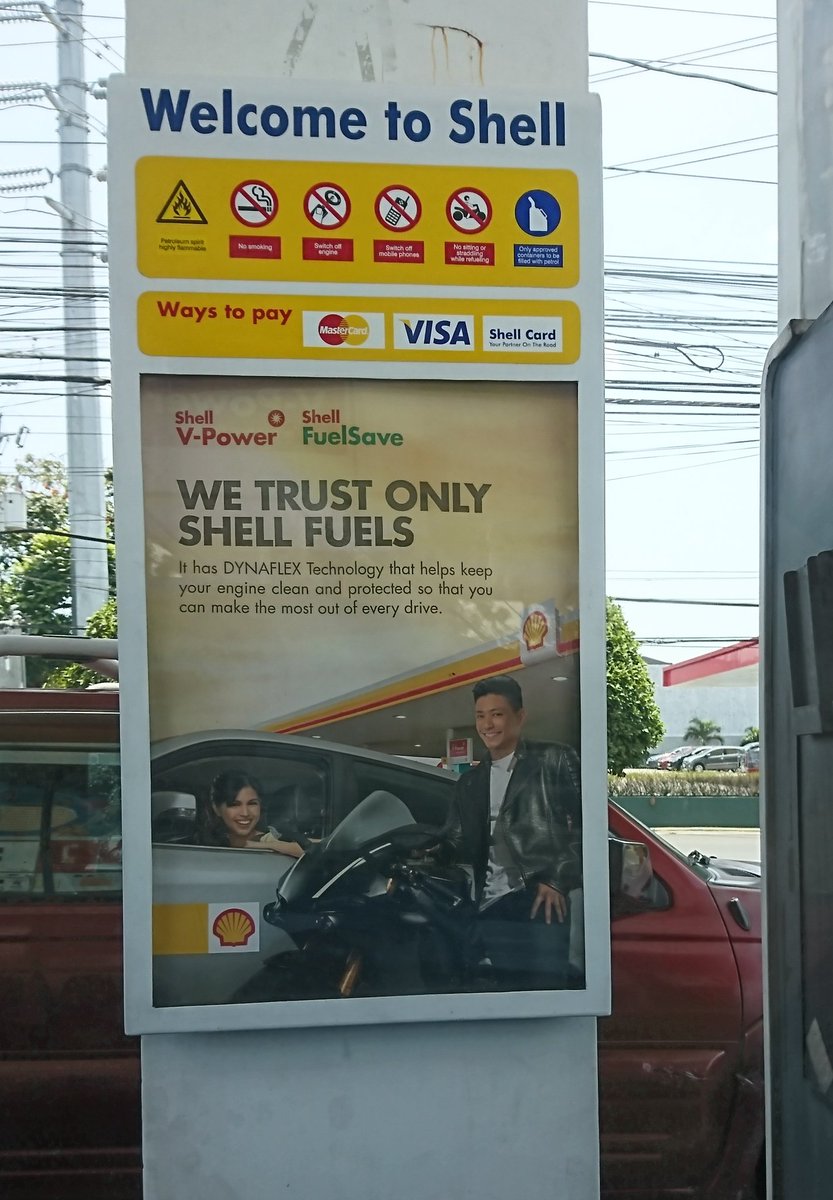 Welcome to Shell
Petroleum spirit
highly flammable
No smoking
Switch off
engine
Switch off
mobile phones
No sitting or
straddling
while refueling
Only approved
containers to be
filled with petrol
Ways to pay
MasterCard
VISA
Shell Card
Your Partner On The Road
Shell
V-Power
Shell
FuelSave
WE TRUST ONLY
SHELL FUELS
It has DYNAFLEX Technology that helps keep
your engine clean and protected so that you
can make the most out of every drive.